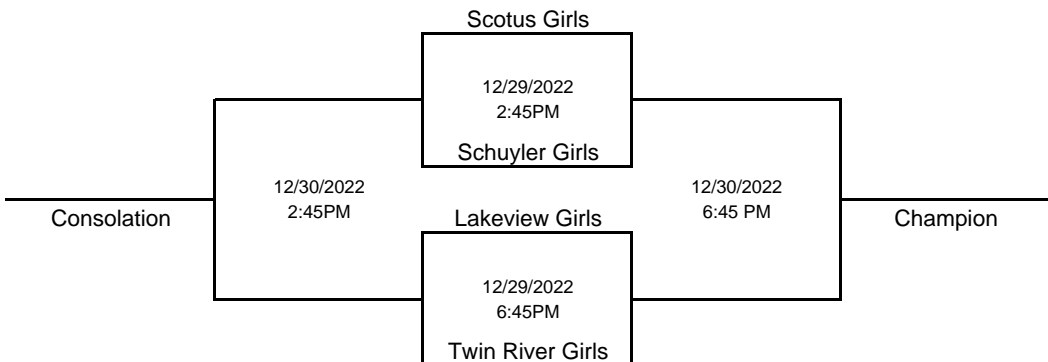 Scotus Girls
12/29/2022
2:45PM
Schuyler Girls
12/30/2022
2:45PM
12/30/2022
6:45 PM
Consolation
Lakeview Girls
Champion
12/29/2022
6:45PM
Twin River Girls